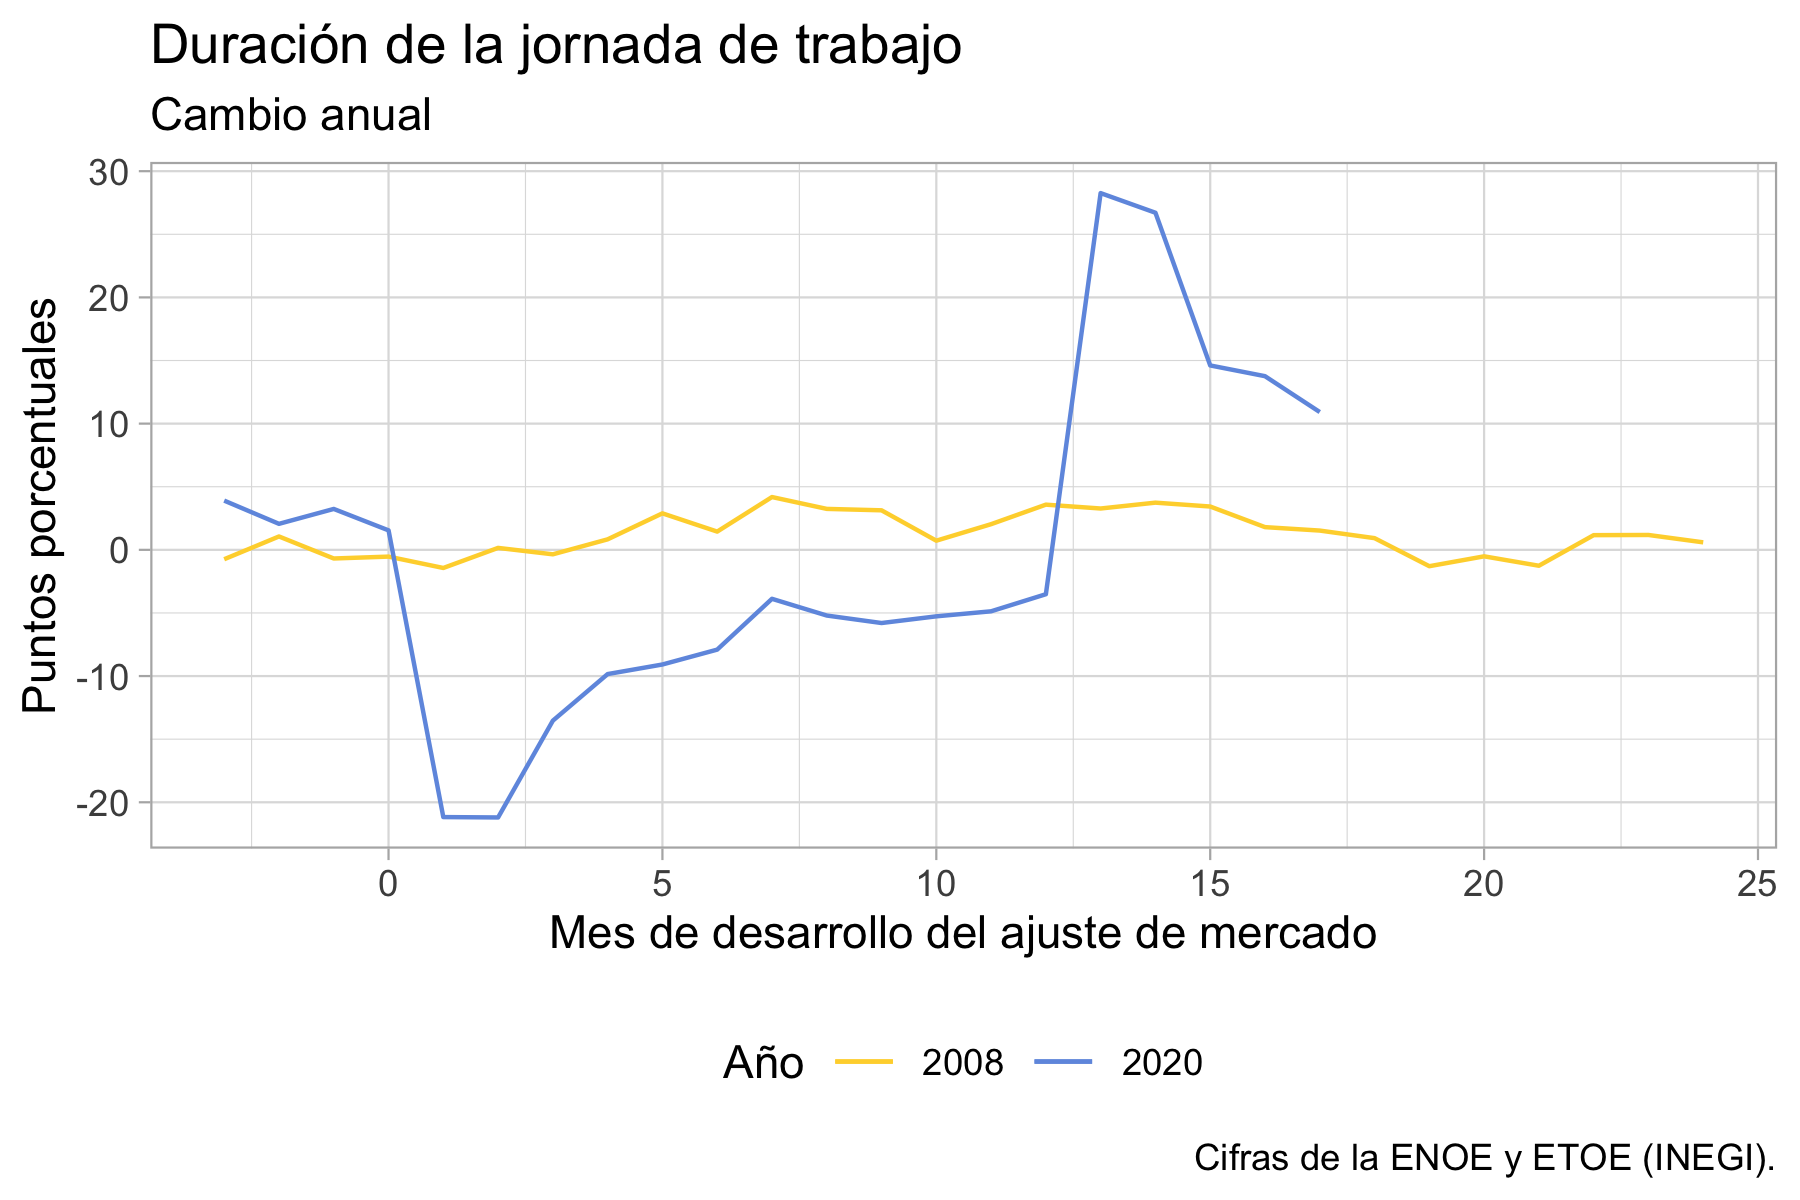 Duración de la jornada de trabajo
Cambio anual
30
20
10
0
-10
-20
Puntos porcentuales
0 5 10 15 20 25
Mes de desarrollo del ajuste de mercado
Año 2008 2020
Cifras de la ENOE y ETOE (INEGI).